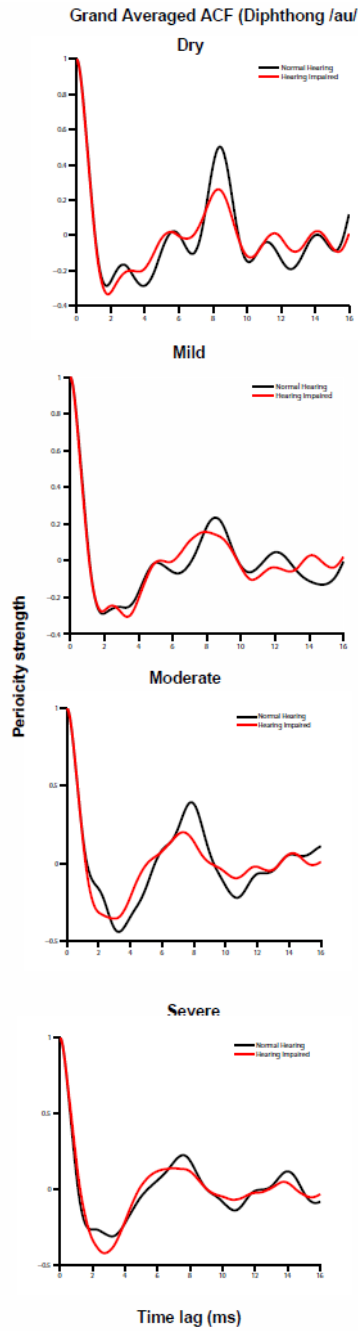 Grand Averaged ACF (Diphthong /au/
Dry
Normal Hearing
Hearing Impaired
1
0.8
0.6
0.4
0.2
0
−0.2
−0.4
0 2 4 6 8 10 12 14 16
Mild
Normal Hearing
Hearing Impaired
1
0.8
0.6
0.4
0.2
0
−0.2
−0.4
0 2 4 6 8 10 12 14 16
Perioicity strength
Moderate
Normal Hearing
Hearing Impaired
1
0.5
0
−0.5
0 2 4 6 8 10 12 14 16
Severe
Normal Hearing
Hearing Impaired
1
0.5
0
−0.5
0 2 4 6 8 10 12 14 16
Time lag (ms)